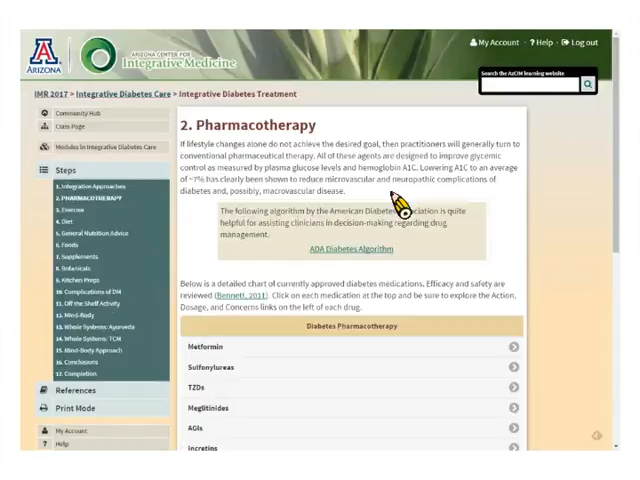 A
ARIZONA
ARIZONA CENTER FOR
Integrative Medicine
My Account ? Help Log out
Search the AzCIM learning website
IMR 2017 > Integrative Diabetes Care > Integrative Diabetes Treatment
Community Hub
Class Page
Modules in Integrative Diabetes Care
Steps
1. Integrative Approaches
2. PHARMACOTHERAPY
3. Exercise
4. Diet
5. General Nutrition Advice
6. Foods
7. Supplements
8. Botanicals
9. Kitchen Preps
10. Complications of DM
11. Off the Shelf Activity
12. Mind-Body
13. Whole Systems: Ayurveda
14. Whole Systems: TCM
15. Mind-Body Approach
16. Conclusions
17. Completion
References
Print Mode
My Account
? Help
2. Pharmacotherapy
If lifestyle changes alone do not achieve the desired goal, then practitioners will generally turn to
conventional pharmaceutical therapy. All of these agents are designed to improve glycemic
control as measured by plasma glucose levels and hemoglobin A1C. Lowering A1C to an average
of ~7% has clearly been shown to reduce microvascular and neuropathic complications of
diabetes and, possibly, macrovascular disease.
The following algorithm by the American Diabetes Association is quite
helpful for assisting clinicians in decision-making regarding drug
management.
ADA Diabetes Algorithm
Below is a detailed chart of currently approved diabetes medications. Efficacy and safety are
reviewed (Bennett, 2011). Click on each medication at the top and be sure to explore the Action,
Dosage, and Concerns links on the left of each drug.
Diabetes Pharmacotherapy
Metformin
Sulfonylureas
TZDs
Meglitinides
AGIs
Incretins